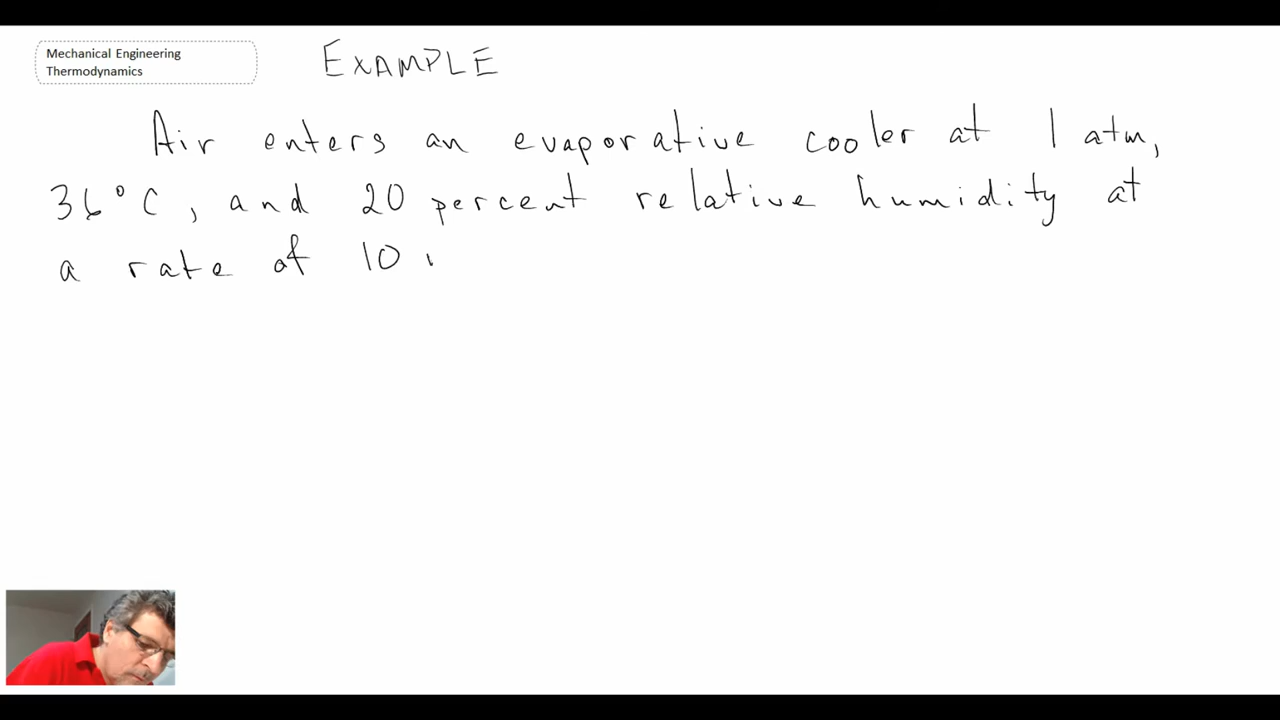 Mechanical Engineering
Thermodynamics
EXAMPLE
Air enters an evaporative cooler at 1 atm,
36°C, and 20 percent relative humidity at
a rate of 10